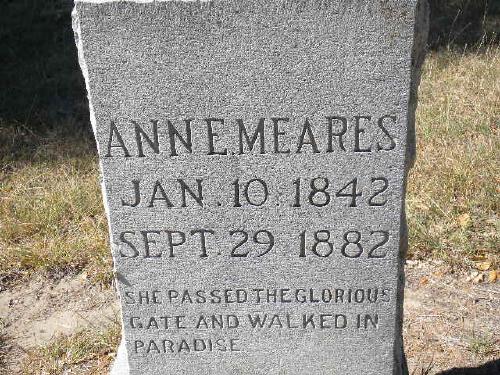 ANN E. MEARES
JAN. 10. 1842
SEPT. 29. 1882
SHE PASSED THE GLORIOUS
GATE AND WALKED IN
PARADISE